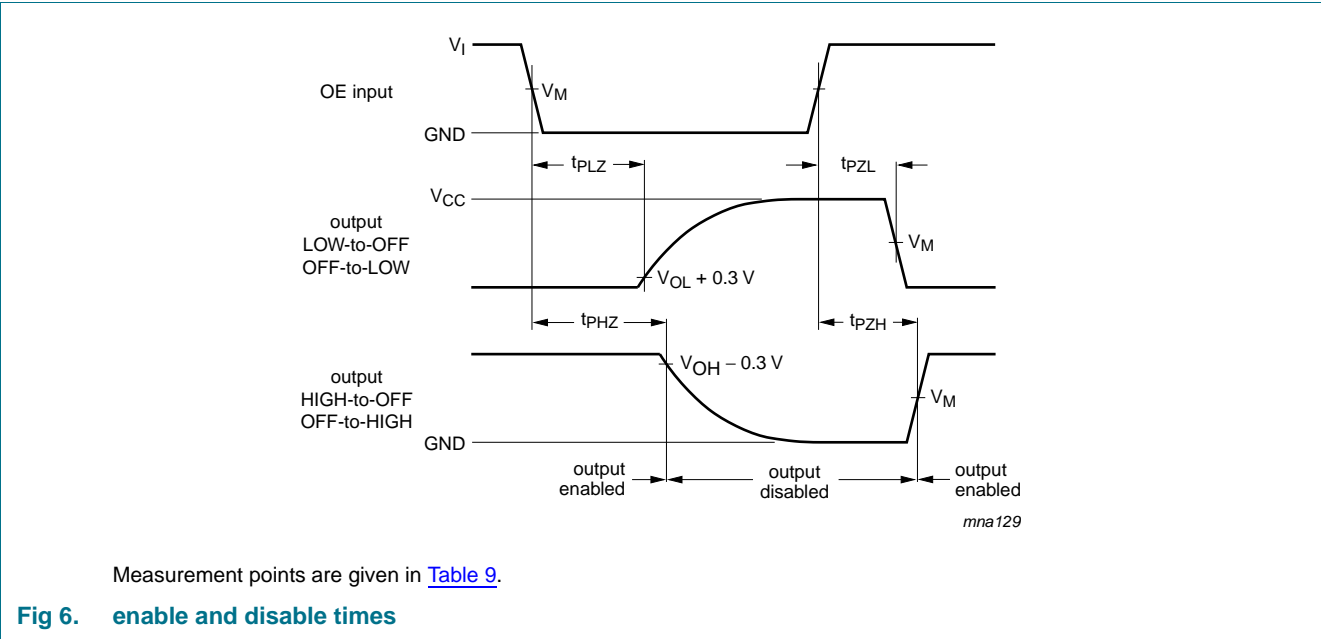 VI
OE input
VM
GND
tPLZ
tPZL
VCC
output
LOW-to-OFF
OFF-to-LOW
VM
VOL + 0.3 V
tPHZ
tPZH
VOH − 0.3 V
output
HIGH-to-OFF
OFF-to-HIGH
VM
GND
output
enabled
output
disabled
output
enabled
mna129
Measurement points are given in Table 9.
Fig 6. enable and disable times